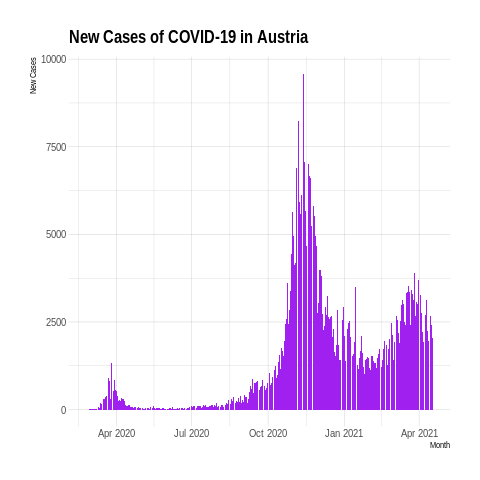 New Cases of COVID-19 in Austria
New Cases
10000
7500
5000
2500
0
Apr 2020
Jul 2020
Oct 2020
Jan 2021
Apr 2021
Month